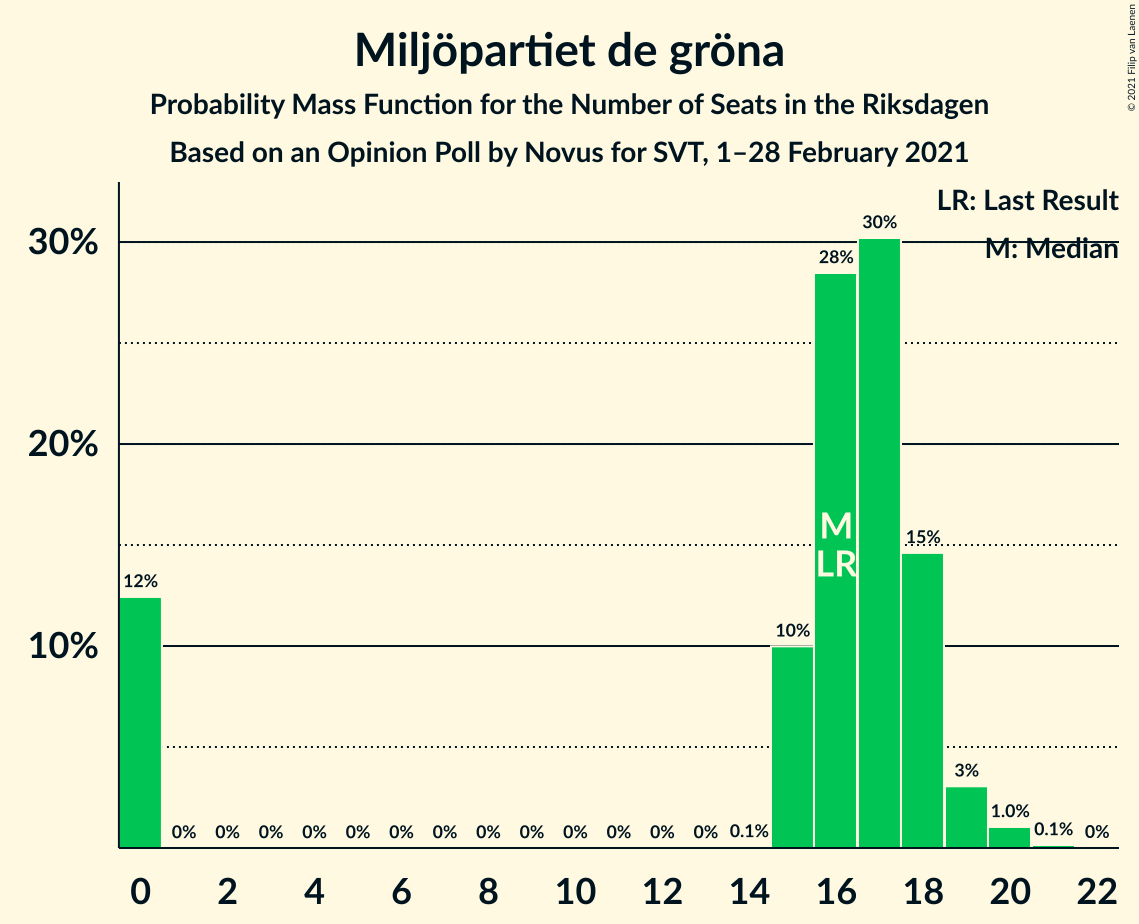 Miljöpartiet de gröna
Probability Mass Function for the Number of Seats in the Riksdagen
Based on an Opinion Poll by Novus for SVT, 1–28 February 2021
© 2021 Filip van Laenen
LR: Last Result
M: Median
30%
20%
10%
12%
0%
0%
0%
0%
0%
0%
0%
0%
0%
0%
0%
0%
0%
0.1%
10%
28%
30%
15%
3%
1.0%
0.1%
0%
M
LR
0 2 4 6 8 10 12 14 16 18 20 22